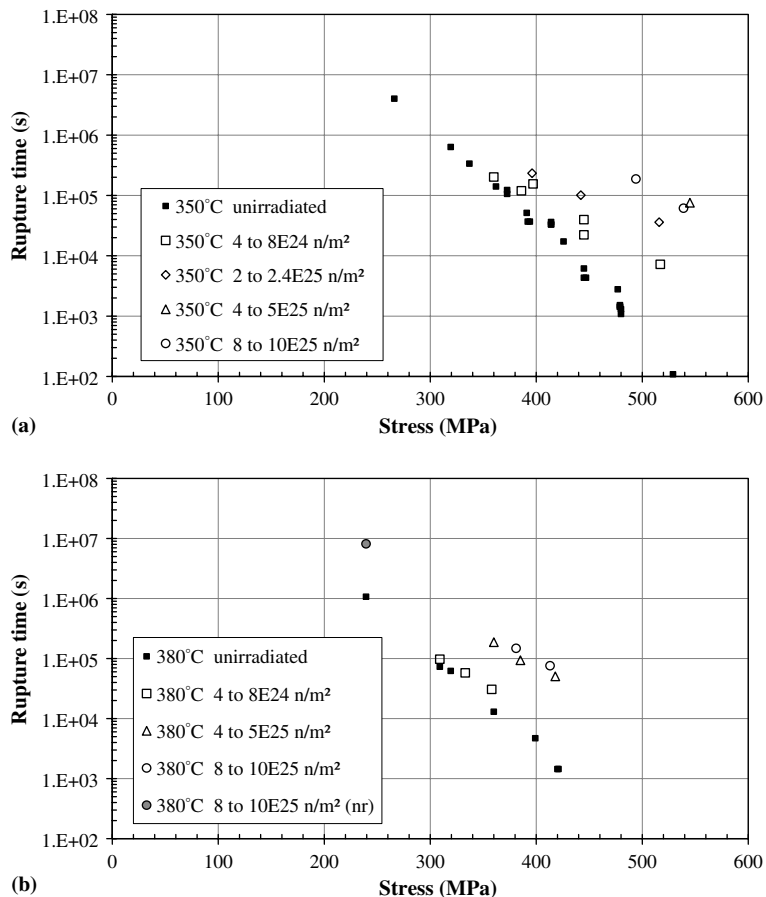 1.E+08
1.E+07
1.E+06
1.E+05
1.E+04
1.E+03
1.E+02
Rupture time (s)
350°C unirradiated
350°C 4 to 8E24 n/m²
350°C 2 to 2.4E25 n/m²
350°C 4 to 5E25 n/m²
350°C 8 to 10E25 n/m²
0 100 200 300 400 500 600
(a)
Stress (MPa)
1.E+08
1.E+07
1.E+06
1.E+05
1.E+04
1.E+03
1.E+02
Rupture time (s)
380°C unirradiated
380°C 4 to 8E24 n/m²
380°C 4 to 5E25 n/m²
380°C 8 to 10E25 n/m²
380°C 8 to 10E25 n/m² (nr)
0 100 200 300 400 500 600
(b)
Stress (MPa)